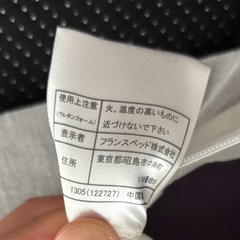 使用上注意 火、温度の高いものに
(ウレタンフォーム) 近づけないで下さい
表示者 フランスベッド株式会社
住所 東京都昭島市中神町
1305(122727) 中国